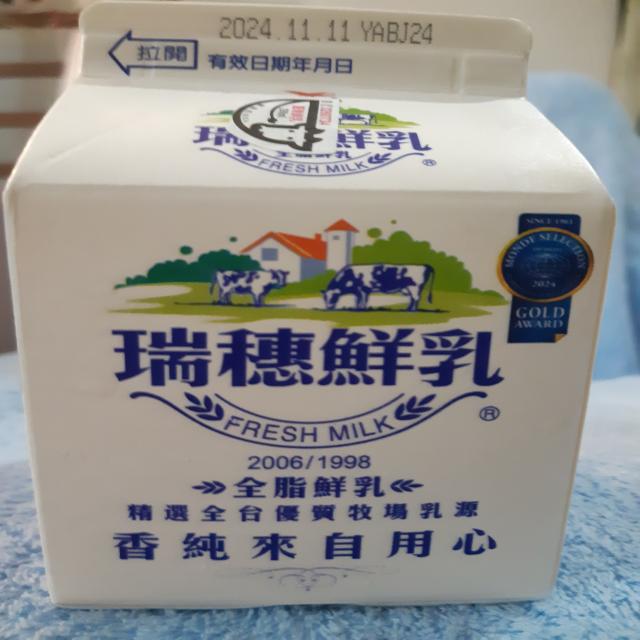 2024.11.11 YABJ24
拉開
有效日期年月日
瑞 鮮乳
FRESH MILK
®
SINCE 1961
MONDE SELECTION
2024
GOLD
AWARD
瑞穗鮮乳
FRESH MILK
®
2006/1998
全脂鮮乳
精選全台優質牧場乳源
香純來自用心